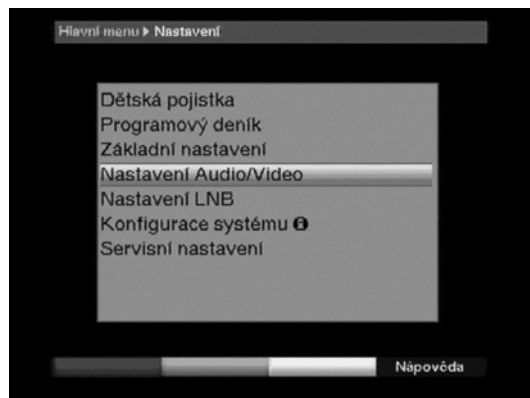 Hlavní menu ▶ Nastavení
Dětská pojistka
Programový deník
Základní nastavení
Nastavení Audio/Video
Nastavení LNB
Konfigurace systému
Servisní nastavení
Nápověda